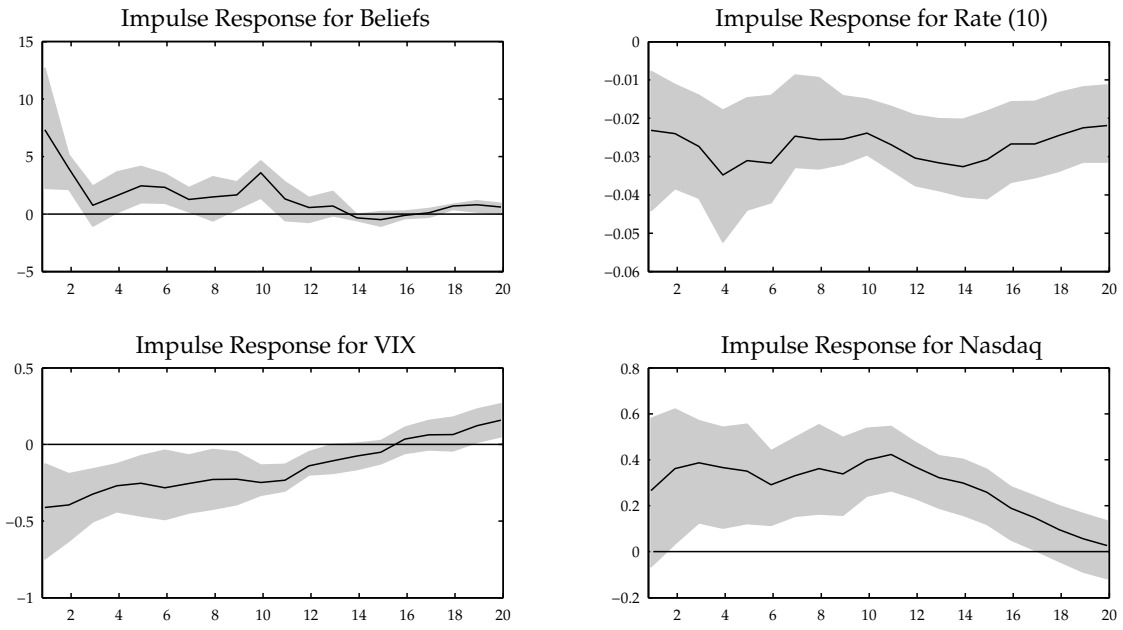 Impulse Response for Beliefs
15
10
5
0
−5
2 4 6 8 10 12 14 16 18 20
Impulse Response for Rate (10)
0
−0.01
−0.02
−0.03
−0.04
−0.05
−0.06
2 4 6 8 10 12 14 16 18 20
Impulse Response for VIX
0.5
0
−0.5
−1
2 4 6 8 10 12 14 16 18 20
Impulse Response for Nasdaq
0.8
0.6
0.4
0.2
0
−0.2
2 4 6 8 10 12 14 16 18 20